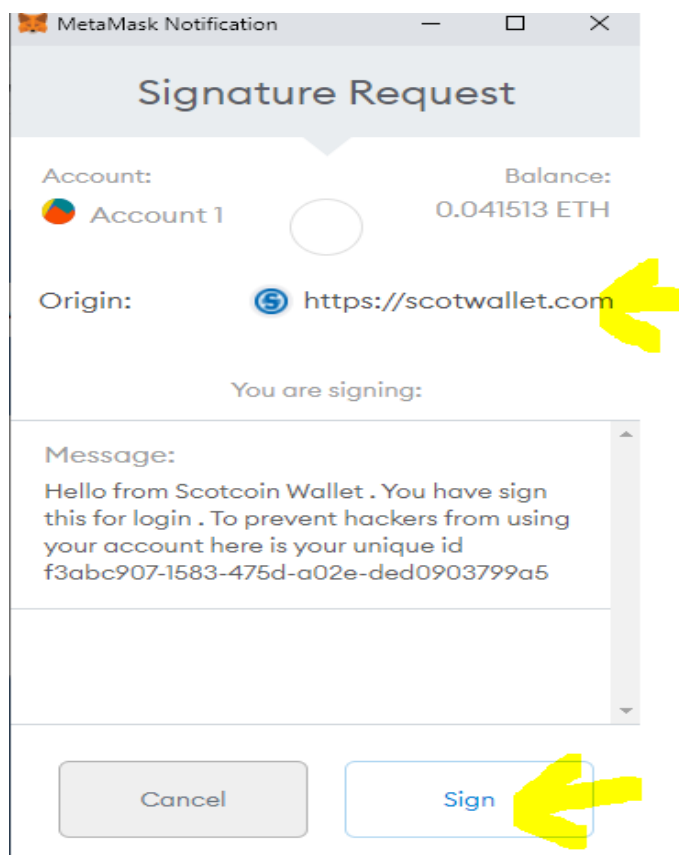 MetaMask Notification
Signature Request
Account:
Balance:
Account 1
0.041513 ETH
Origin:
https://scotwallet.com
You are signing:
Message:
Hello from Scotcoin Wallet . You have sign
this for login . To prevent hackers from using
your account here is your unique id
f3abc907-1583-475d-a02e-ded0903799a5
Cancel
Sign